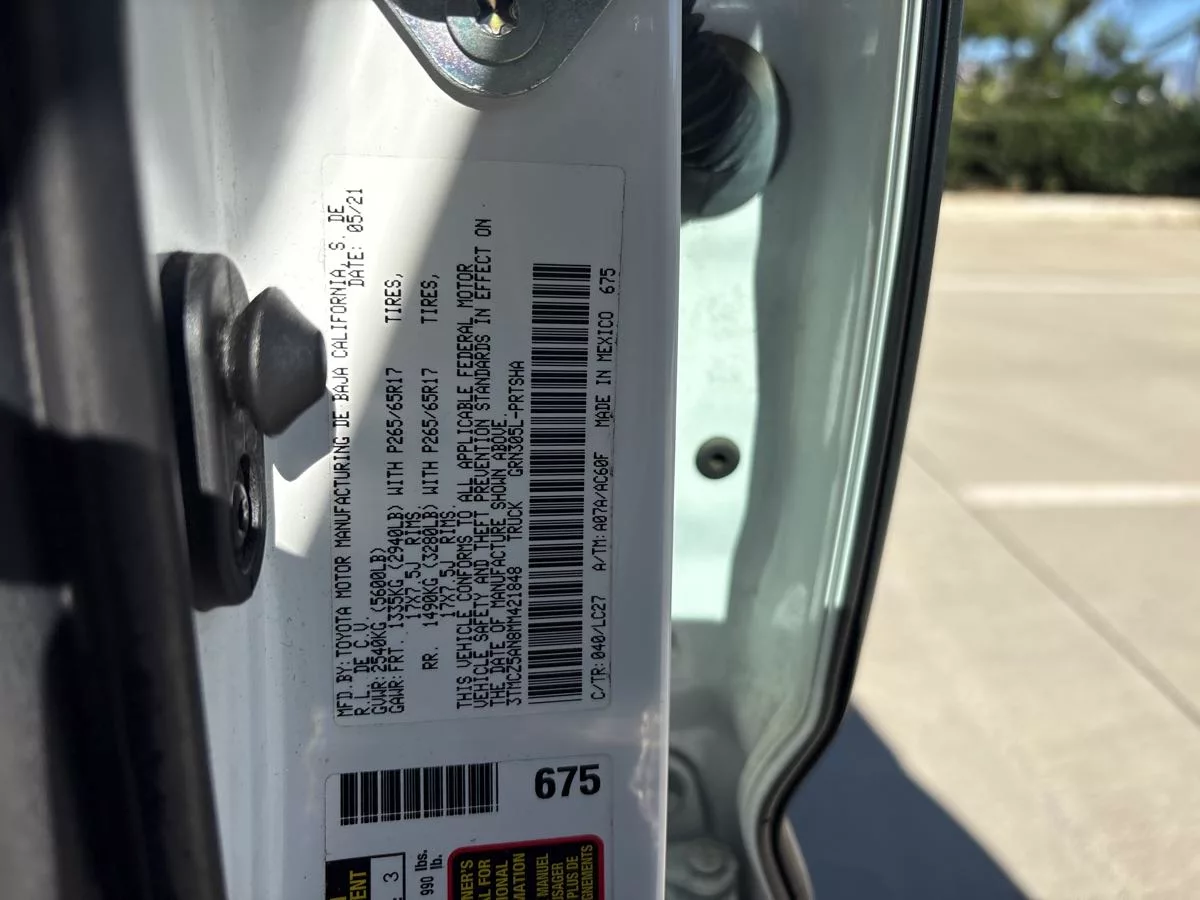 MFD.BY:TOYOTA MOTOR MANUFACTURING DE BAJA CALIFORNIA, S. DE
R.L. DE C.V. DATE: 05/21
GVWR:2540KG (5600LB)
GAWR:FRT. 1335KG (2940LB) WITH P265/65R17 TIRES,
17X7.5J RIMS
RR. 1490KG (3280LB) WITH P265/65R17 TIRES,
17X7.5J RIMS.
THIS VEHICLE CONFORMS TO ALL APPLICABLE FEDERAL MOTOR
VEHICLE SAFETY AND THEFT PREVENTION STANDARDS IN EFFECT ON
THE DATE OF MANUFACTURE SHOWN ABOVE.
3TMCZ5AN8MM421848 TRUCK GRN305L-PRTSHA
C/TR:040/LC27 A/TM:A07A/AC60F MADE IN MEXICO 675
675
3
990 lbs.
lb.
MANUEL
PLUS DE